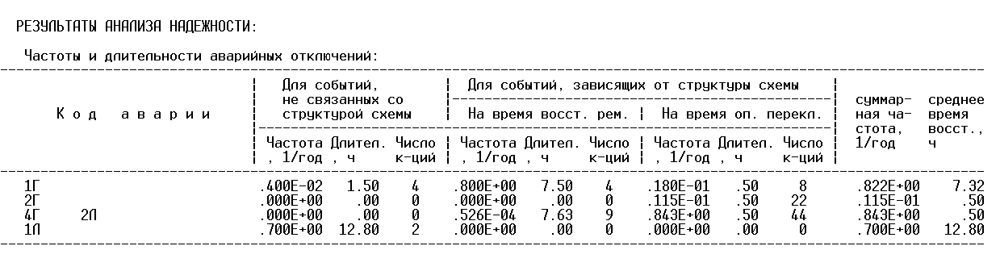 РЕЗУЛЬТАТЫ АНАЛИЗА НАДЕЖНОСТИ:
Частоты и длительности аварийных отключений:
Для событий, | Для событий, зависящих от структуры схемы
не связанных со | суммар- среднее
Код аварии | структурой схемы | На время восст. рем. | На время оп. перекл. | ная ча- время
стота, восст.,
Частота Длител. Число | Частота Длител. Число | Частота Длител. Число | 1/год ч
, 1/год , ч к-ций | , 1/год , ч к-ций | , 1/год , ч к-ций |
1Г .400E-02 1.50 4 .800E+00 7.50 4 .180E-01 .50 8 .822E+00 7.32
2Г .000E+00 .00 0 .000E+00 .00 0 .115E-01 .50 22 .115E-01 .50
4Г 2Л .000E+00 .00 0 .526E-04 7.63 9 .843E+00 .50 44 .843E+00 .50
1Л .700E+00 12.80 2 .000E+00 .00 0 .000E+00 .00 0 .700E+00 12.80